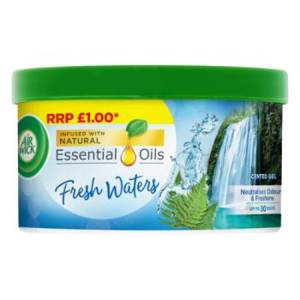 RRP £1.00*
AIR
WICK
INFUSED WITH
NATURAL
Essential Oils
Fresh Waters
CENTRO GEL
Neutralises Odours
& Freshens
UP TO 30 DAYS